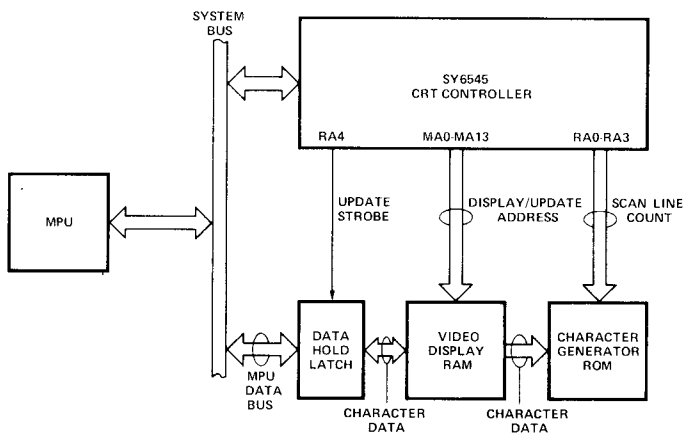 SYSTEM
BUS
SY6545
CRT CONTROLLER
RA4
MA0-MA13
RA0-RA3
MPU
UPDATE
STROBE
DISPLAY/UPDATE
ADDRESS
SCAN LINE
COUNT
DATA
HOLD
LATCH
VIDEO
DISPLAY
RAM
CHARACTER
GENERATOR
ROM
MPU
DATA
BUS
CHARACTER
DATA
CHARACTER
DATA